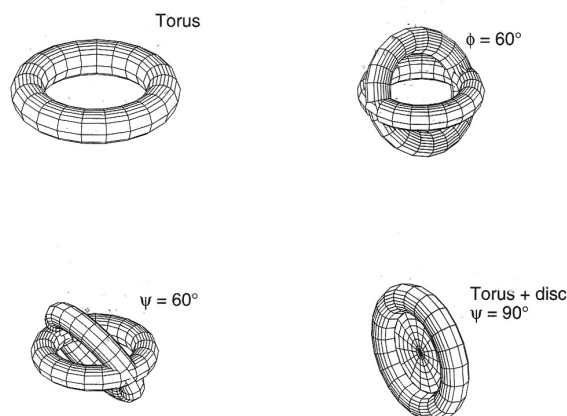 Torus
ϕ = 60°
ψ = 60°
Torus + disc
ψ = 90°